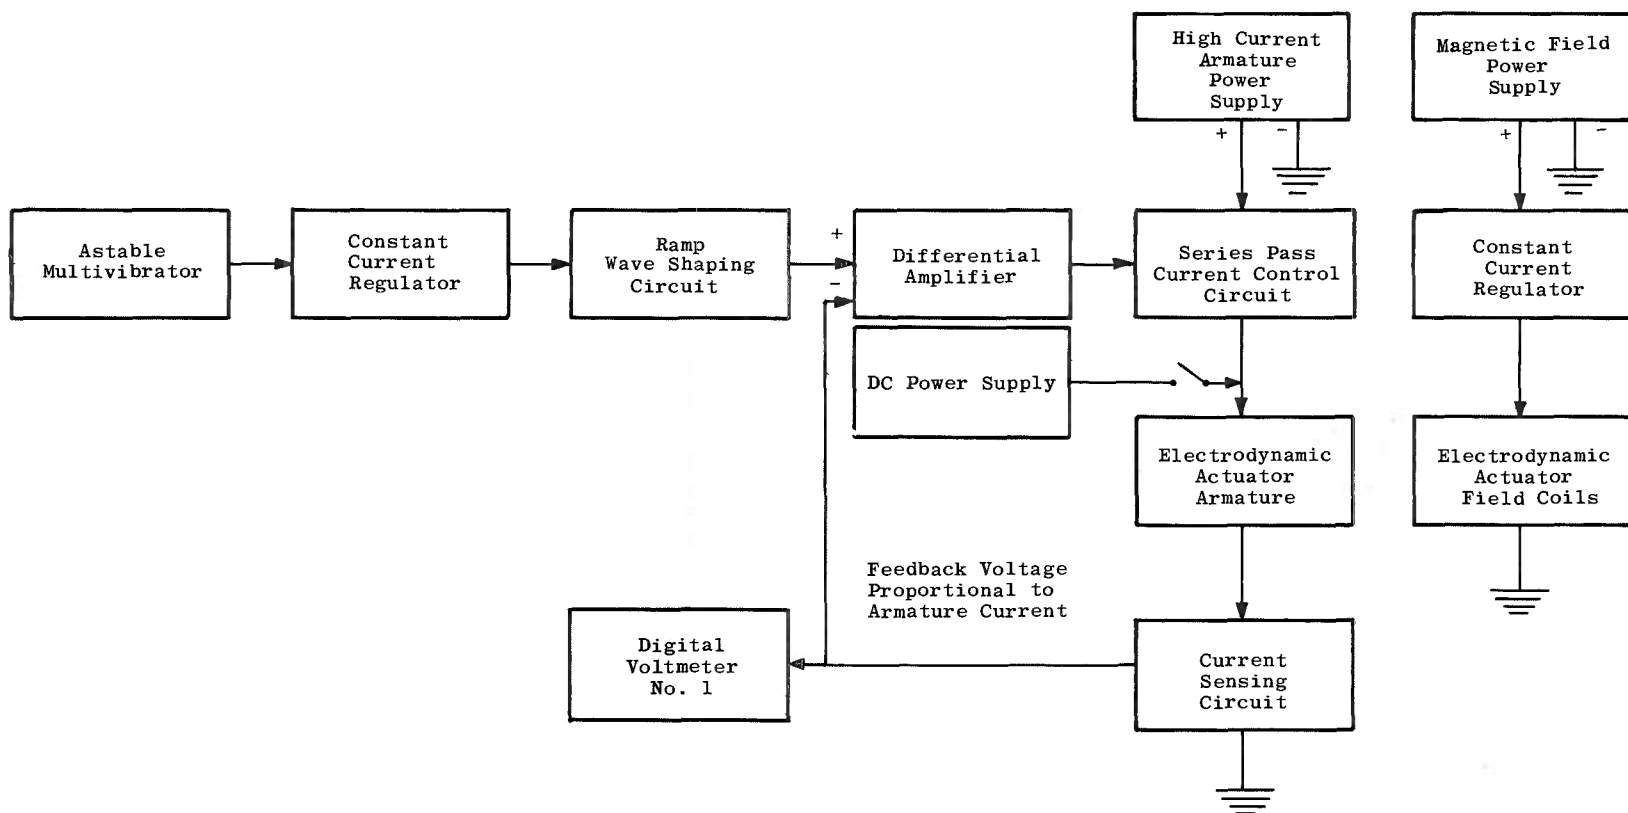 High Current
Armature
Power
Supply
+
-
Magnetic Field
Power
Supply
+
-
Astable
Multivibrator
Constant
Current
Regulator
Ramp
Wave Shaping
Circuit
+
-
Differential
Amplifier
Series Pass
Current Control
Circuit
Constant
Current
Regulator
DC Power Supply
Electrodynamic
Actuator
Armature
Electrodynamic
Actuator
Field Coils
Feedback Voltage
Proportional to
Armature Current
Digital
Voltmeter
No. 1
Current
Sensing
Circuit